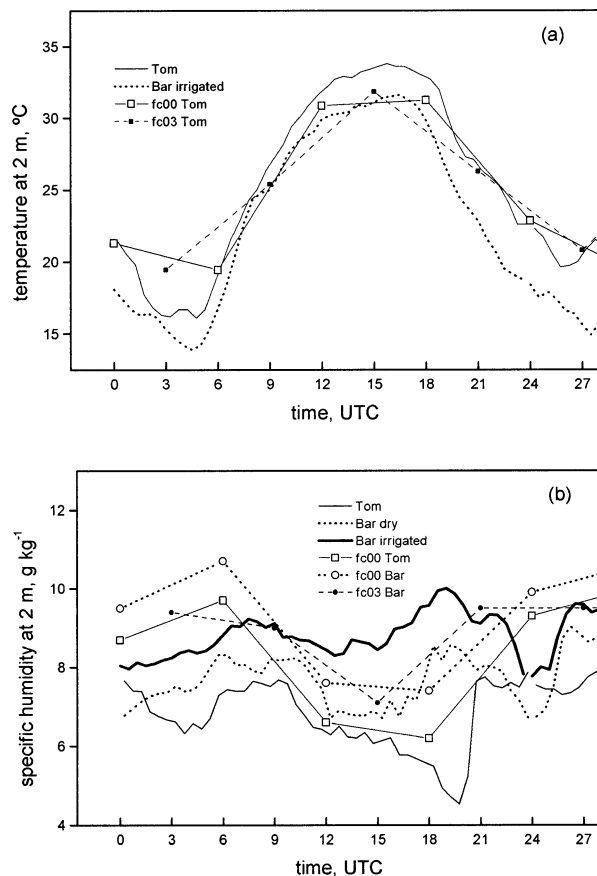 (a)
35
30
25
20
15
temperature at 2 m, ºC
Tom
Bar irrigated
fc00 Tom
fc03 Tom
0 3 6 9 12 15 18 21 24 27
time, UTC
(b)
12
10
8
6
4
specific humidity at 2 m, g kg-1
Tom
Bar dry
Bar irrigated
fc00 Tom
fc00 Bar
fc03 Bar
0 3 6 9 12 15 18 21 24 27
time, UTC